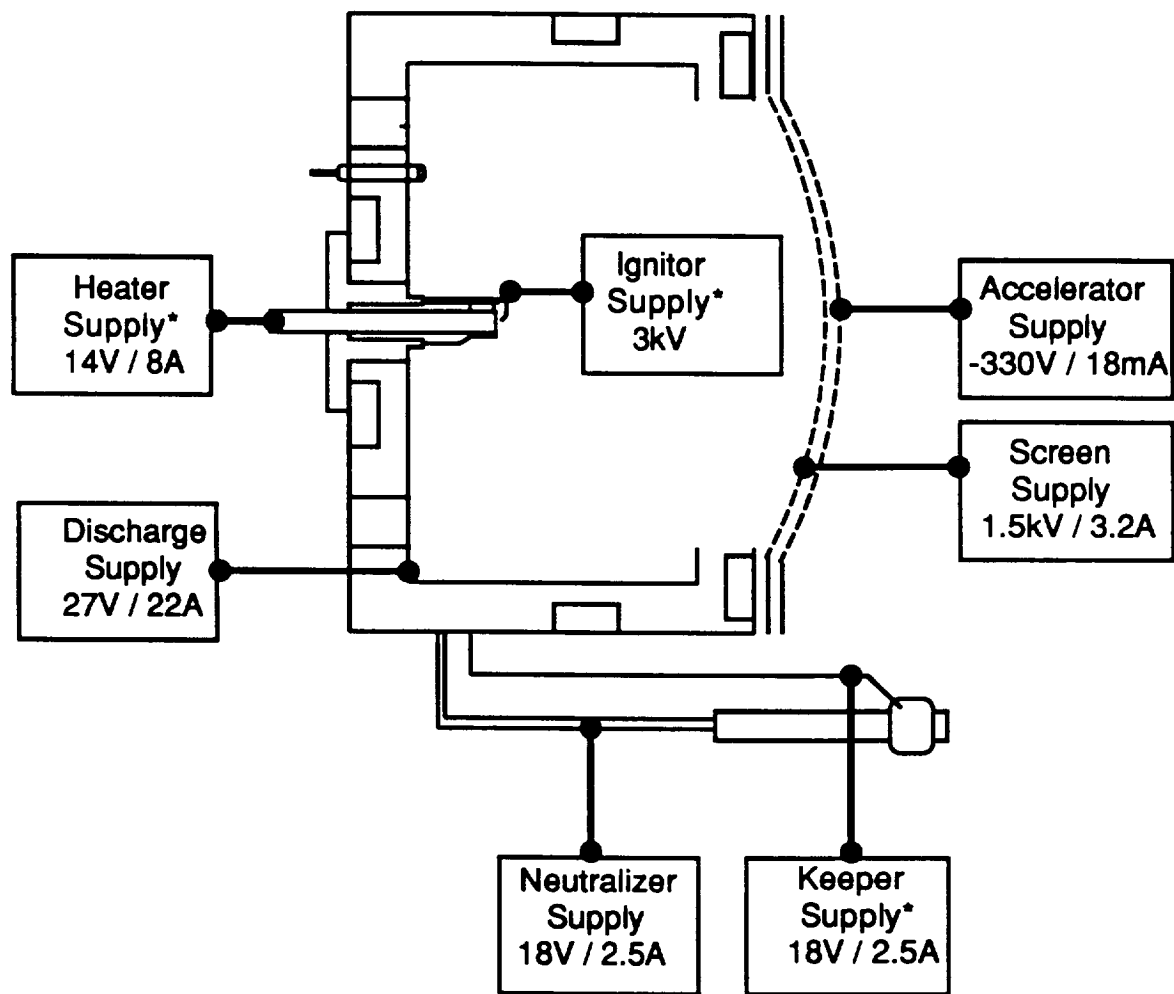 Heater
Supply*
14V / 8A
Ignitor
Supply*
3kV
Accelerator
Supply
-330V / 18mA
Screen
Supply
1.5kV / 3.2A
Discharge
Supply
27V / 22A
Neutralizer
Supply
18V / 2.5A
Keeper
Supply*
18V / 2.5A